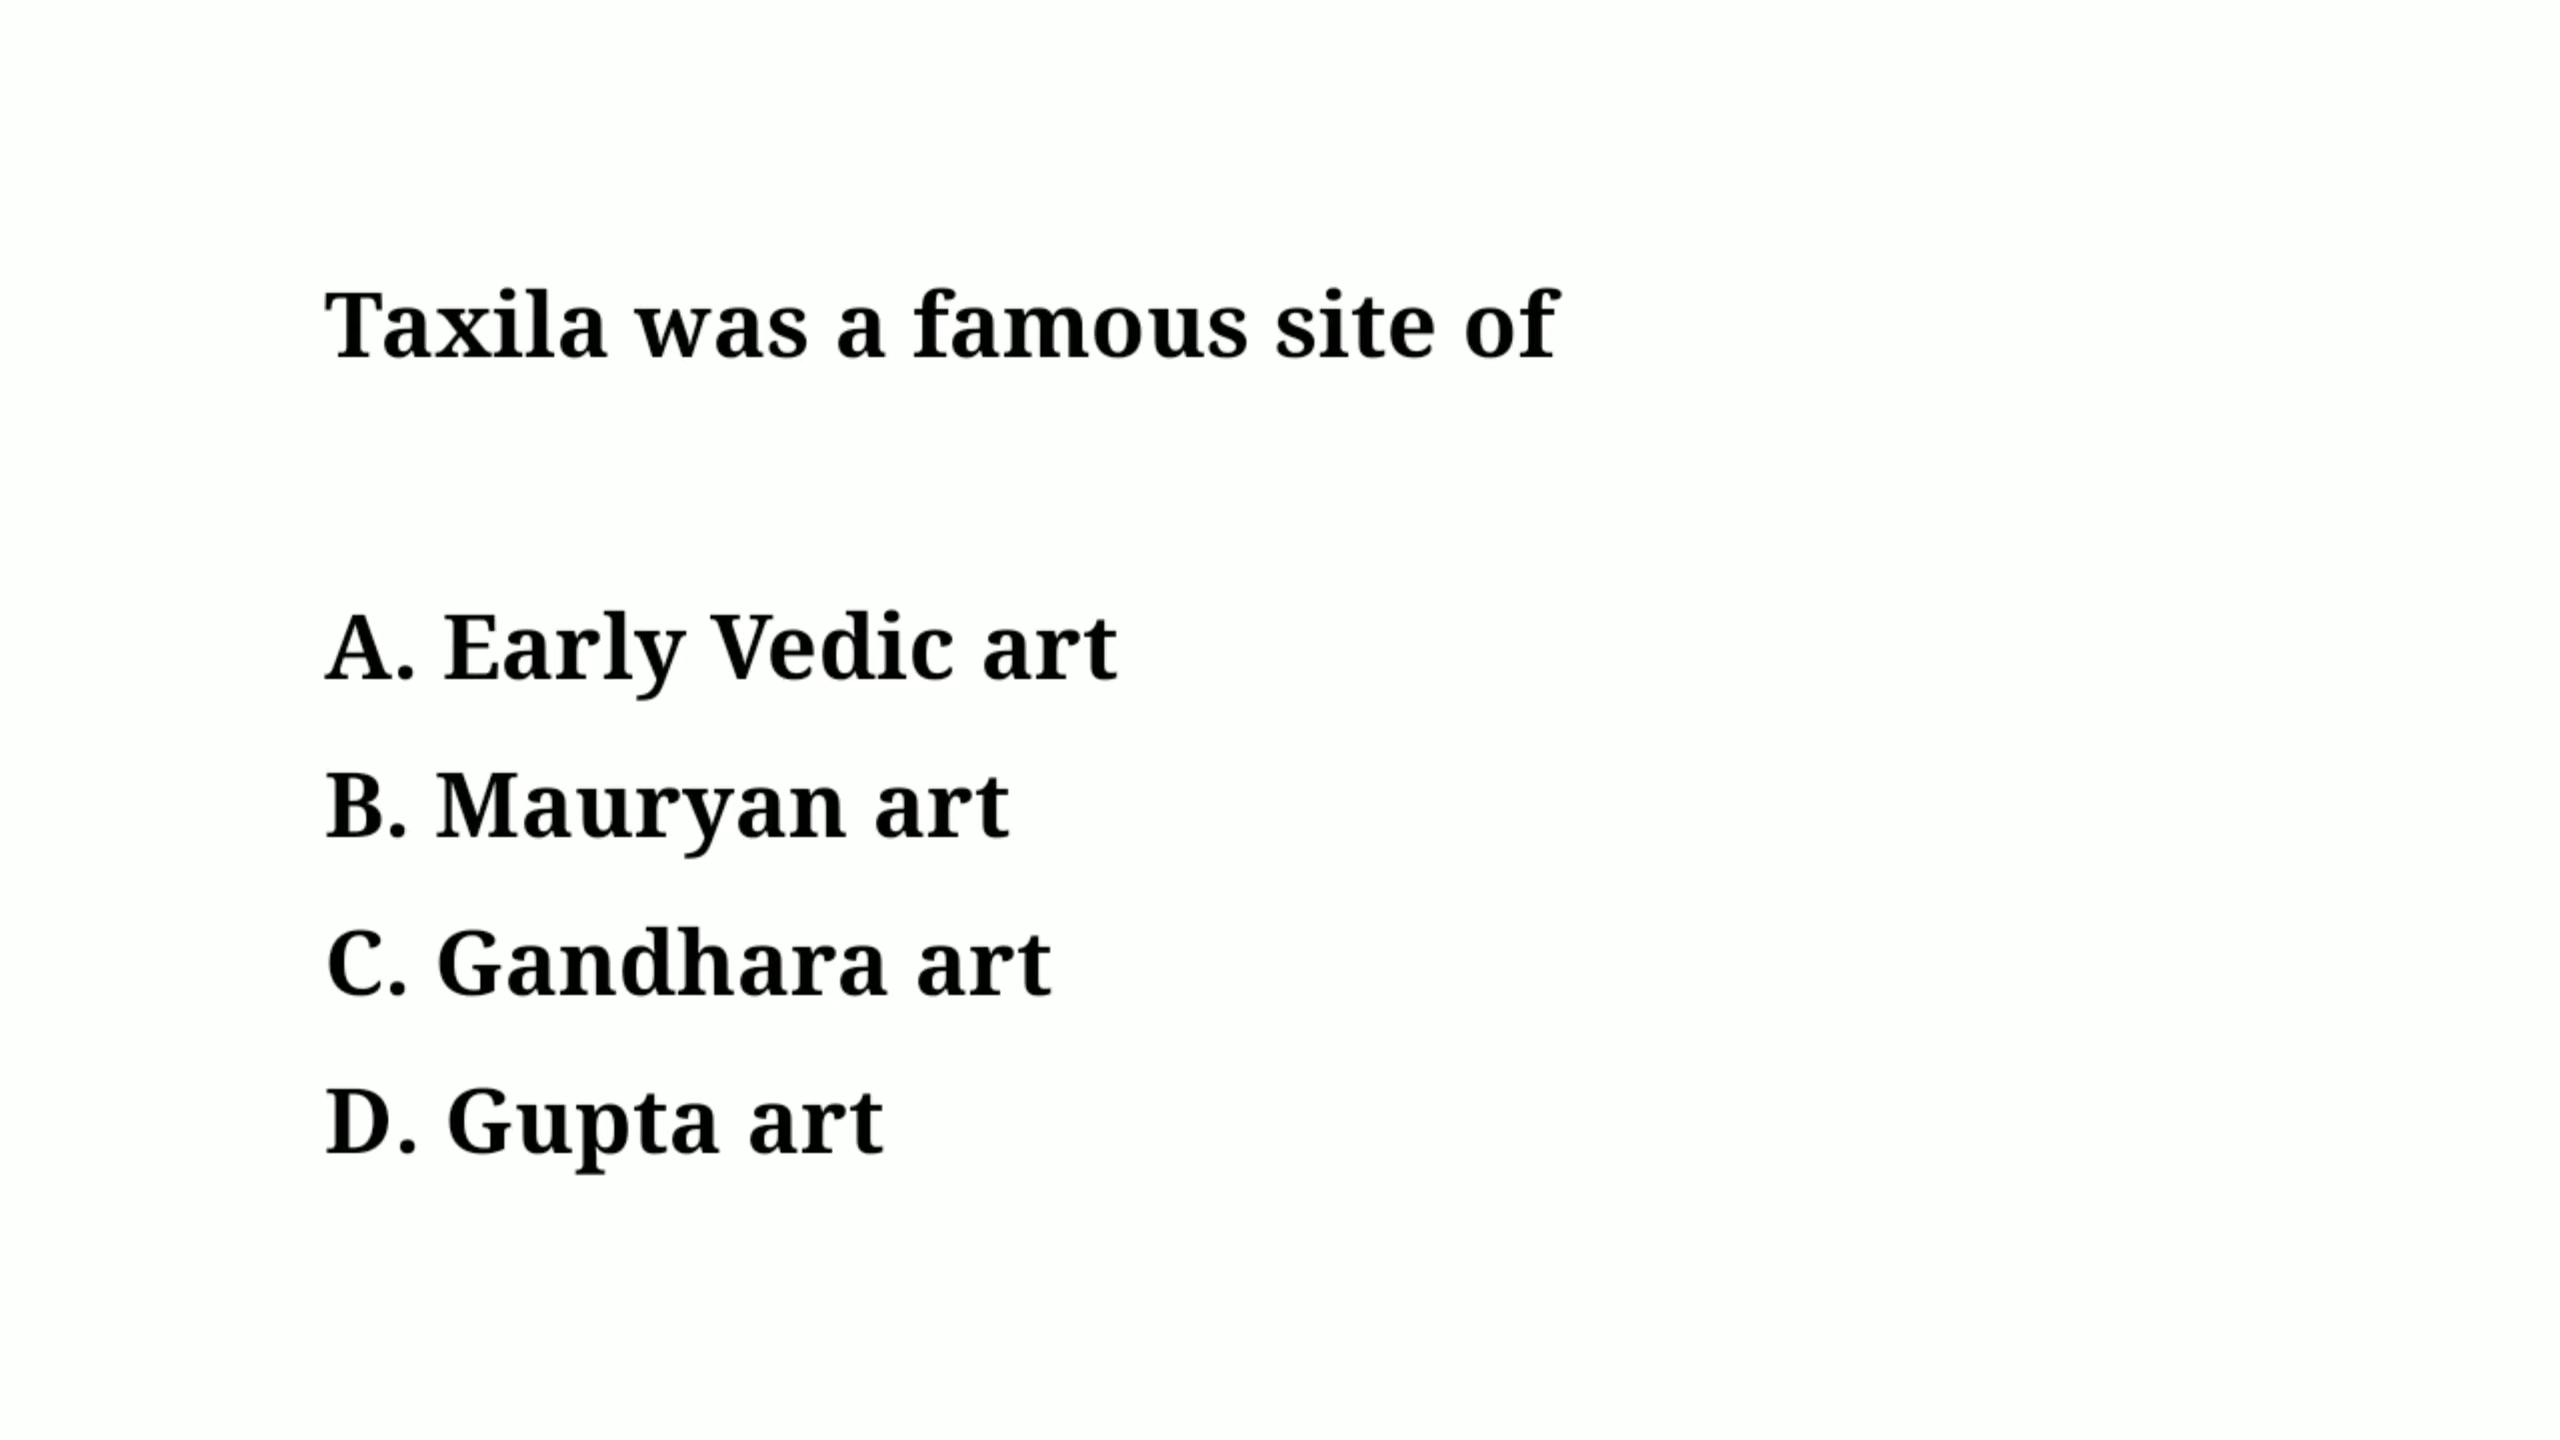 Taxila was a famous site of
A. Early Vedic art
B. Mauryan art
C. Gandhara art
D. Gupta art